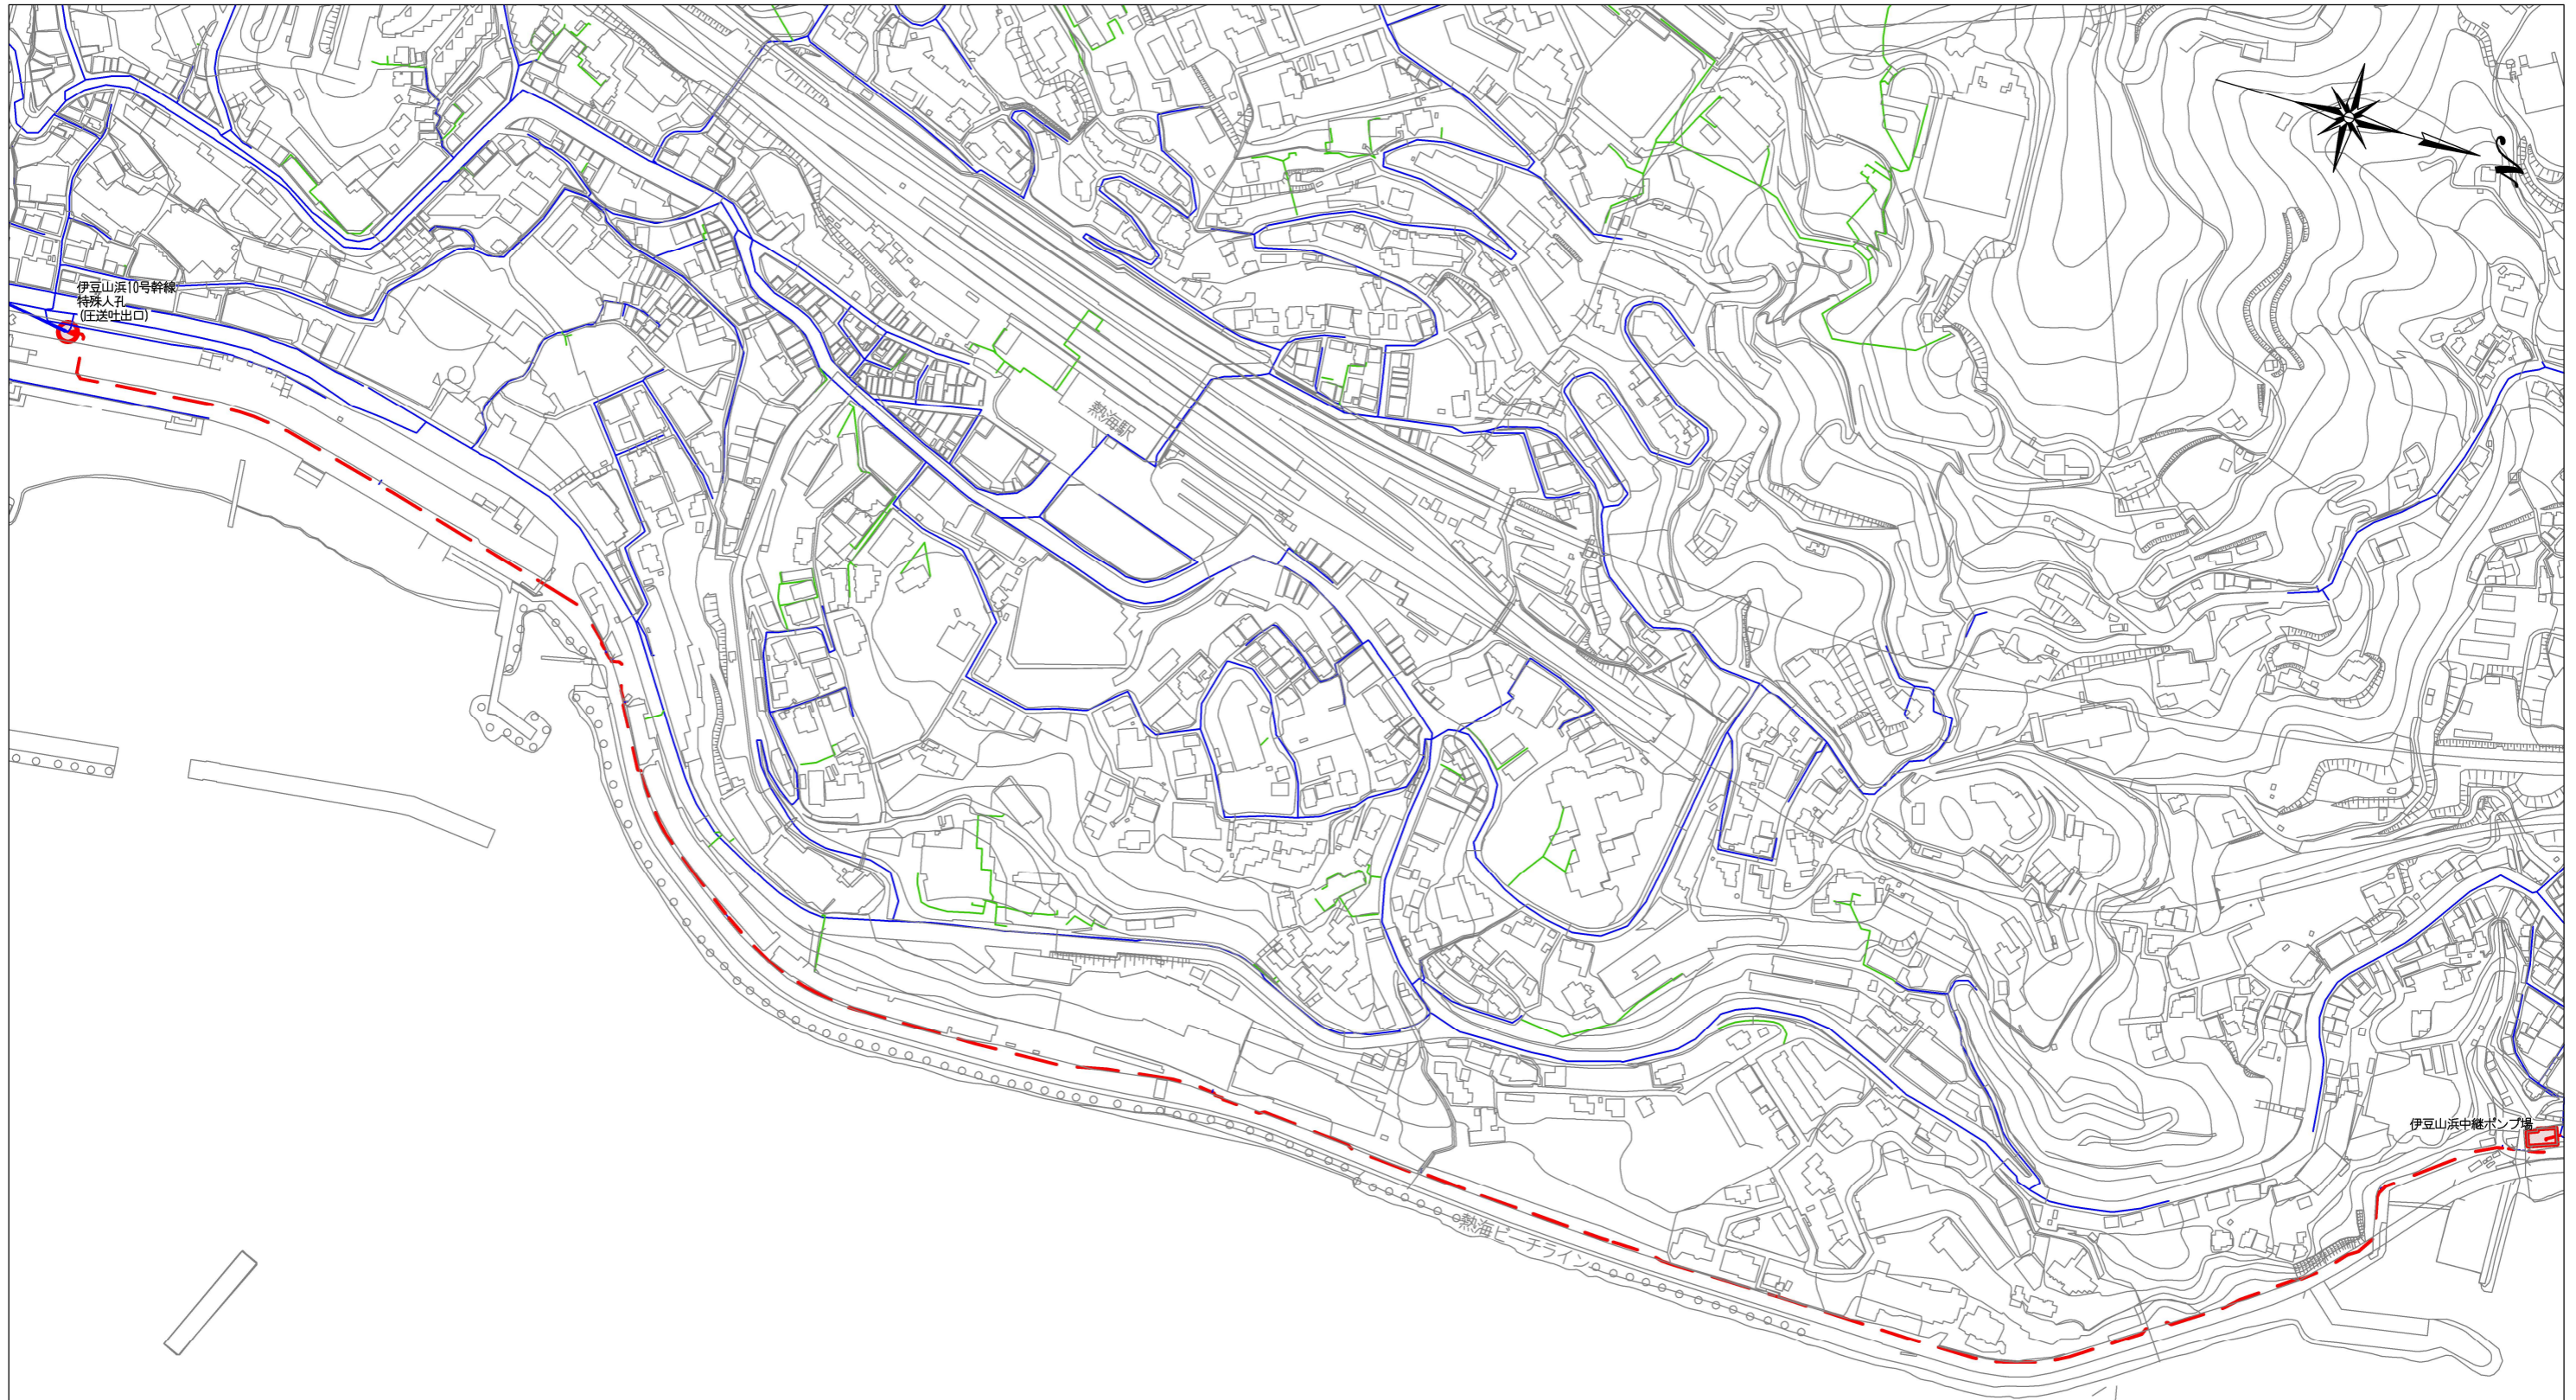 伊豆山浜10号幹線
特殊人孔
(圧送吐出口)
熱海駅
伊豆山浜中継ポンプ場
熱海ビーチライン